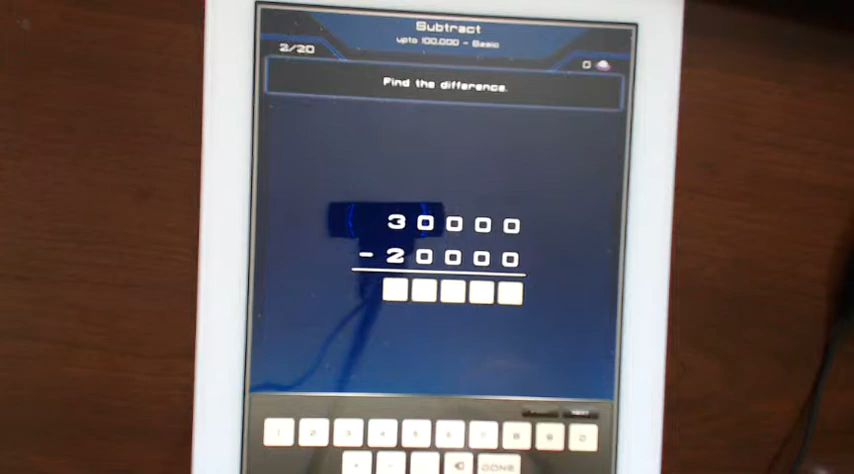 Subtract
upto 100,000 - Basic
2/20
0
Find the difference.
30000
- 20000
NEXT
1 2 3 4 5 6 7 8 9 0
+ -
DONE